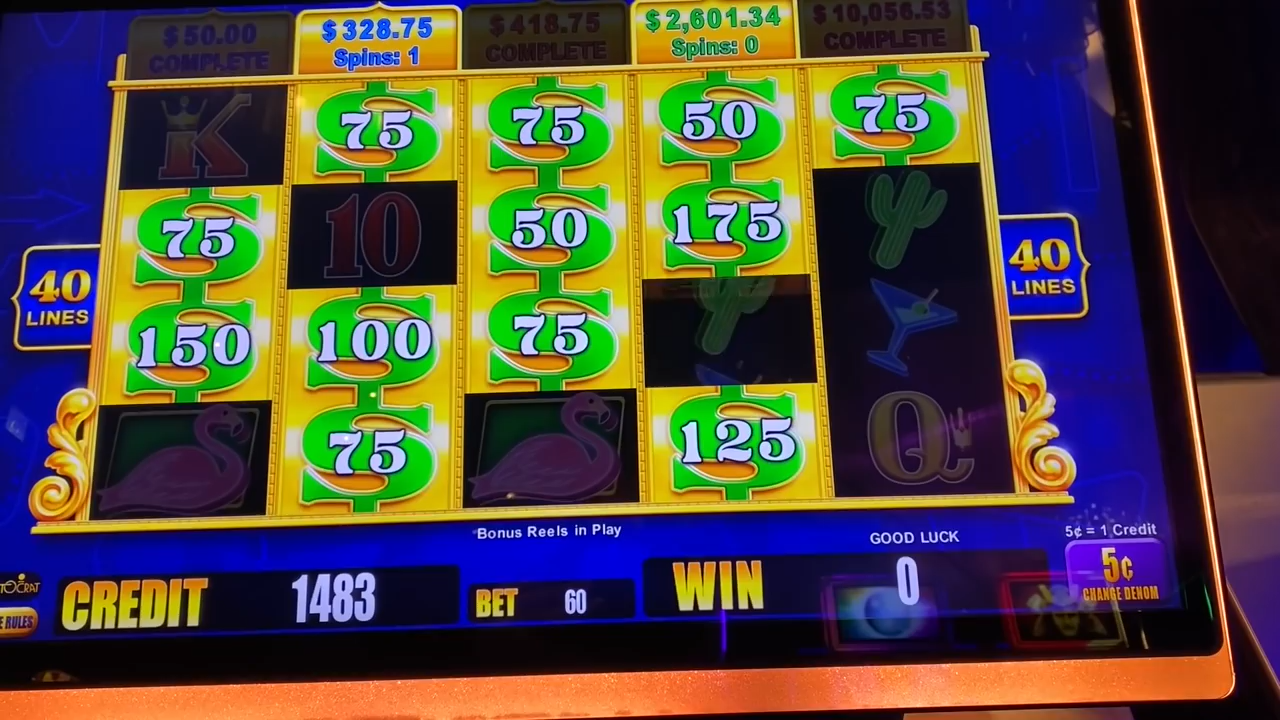 $50.00
COMPLETE
$328.75
Spins: 1
$418.75
COMPLETE
$2,601.34
Spins: 0
$10,056.53
COMPLETE
K 75 75 50 75
75 10 50 175
150 100 75
75 125 Q
40
LINES
40
LINES
Bonus Reels in Play
GOOD LUCK
5¢ = 1 Credit
CREDIT 1483
BET 60
WIN 0
5¢
CHANGE DENOM
RULES